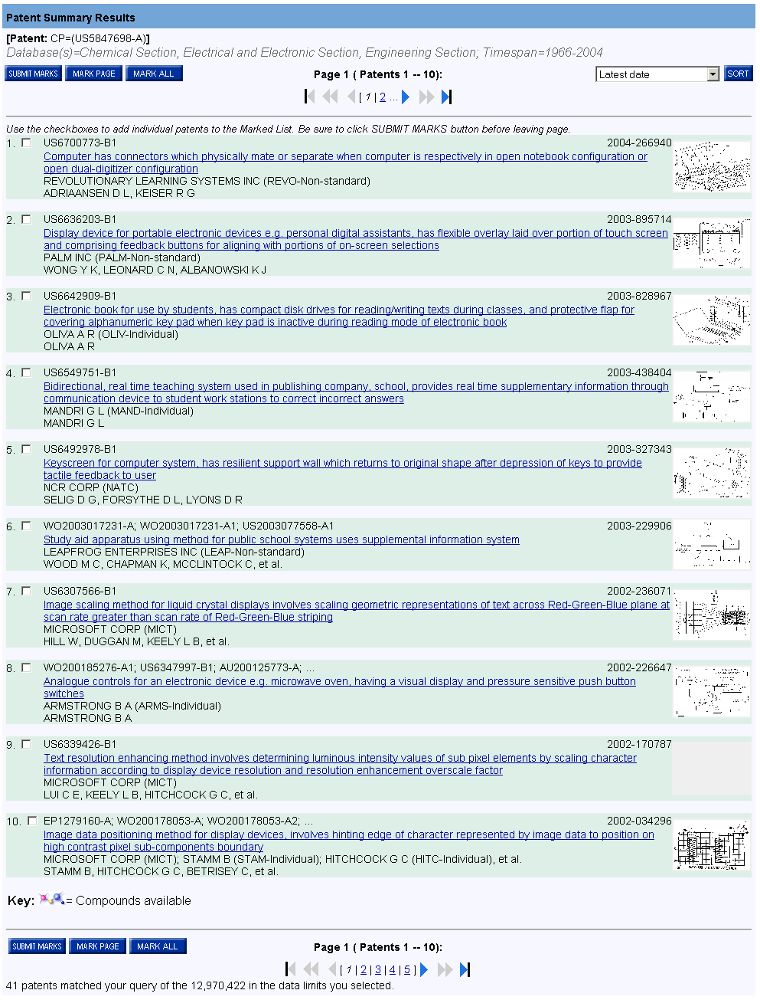 Patent Summary Results
[Patent: CP=(US5847698-A)]
Database(s)=Chemical Section, Electrical and Electronic Section, Engineering Section; Timespan=1966-2004
SUBMIT MARKS MARK PAGE MARK ALL Page 1 ( Patents 1 -- 10): Latest date SORT
[ 1 | 2 ...
Use the checkboxes to add individual patents to the Marked List. Be sure to click SUBMIT MARKS button before leaving page.
1. US6700773-B1 2004-266940
Computer has connectors which physically mate or separate when computer is respectively in open notebook configuration or
open dual-digitizer configuration
REVOLUTIONARY LEARNING SYSTEMS INC (REVO-Non-standard)
ADRIAANSEN D L, KEISER R G
2. US6636203-B1 2003-895714
Display device for portable electronic devices e.g. personal digital assistants, has flexible overlay laid over portion of touch screen
and comprising feedback buttons for aligning with portions of on-screen selections
PALM INC (PALM-Non-standard)
WONG Y K, LEONARD C N, ALBANOWSKI K J
3. US6642909-B1 2003-828967
Electronic book for use by students, has compact disk drives for reading/writing texts during classes, and protective flap for
covering alphanumeric key pad when key pad is inactive during reading mode of electronic book
OLIVA A R (OLIV-Individual)
OLIVA A R
4. US6549751-B1 2003-438404
Bidirectional, real time teaching system used in publishing company, school, provides real time supplementary information through
communication device to student work stations to correct incorrect answers
MANDRI G L (MAND-Individual)
MANDRI G L
5. US6492978-B1 2003-327343
Keyscreen for computer system, has resilient support wall which returns to original shape after depression of keys to provide
tactile feedback to user
NCR CORP (NATC)
SELIG D G, FORSYTHE D L, LYONS D R
6. WO2003017231-A; WO2003017231-A1; US2003077558-A1 2003-229906
Study aid apparatus using method for public school systems uses supplemental information system
LEAPFROG ENTERPRISES INC (LEAP-Non-standard)
WOOD M C, CHAPMAN K, MCCLINTOCK C, et al.
7. US6307566-B1 2002-236071
Image scaling method for liquid crystal displays involves scaling geometric representations of text across Red-Green-Blue plane at
scan rate greater than scan rate of Red-Green-Blue striping
MICROSOFT CORP (MICT)
HILL W, DUGGAN M, KEELY L B, et al.
8. WO200185276-A1; US6347997-B1; AU200125773-A; ... 2002-226647
Analogue controls for an electronic device e.g. microwave oven, having a visual display and pressure sensitive push button
switches
ARMSTRONG B A (ARMS-Individual)
ARMSTRONG B A
9. US6339426-B1 2002-170787
Text resolution enhancing method involves determining luminous intensity values of sub pixel elements by scaling character
information according to display device resolution and resolution enhancement overscale factor
MICROSOFT CORP (MICT)
LUI C E, KEELY L B, HITCHCOCK G C, et al.
10. EP1279160-A; WO200178053-A; WO200178053-A2; ... 2002-034296
Image data positioning method for display devices, involves hinting edge of character represented by image data to position on
high contrast pixel sub-components boundary
MICROSOFT CORP (MICT); STAMM B (STAM-Individual); HITCHCOCK G C (HITC-Individual), et al.
STAMM B, HITCHCOCK G C, BETRISEY C, et al.
Key: = Compounds available
SUBMIT MARKS MARK PAGE MARK ALL Page 1 ( Patents 1 -- 10):
[ 1 | 2 | 3 | 4 | 5 ]
41 patents matched your query of the 12,970,422 in the data limits you selected.